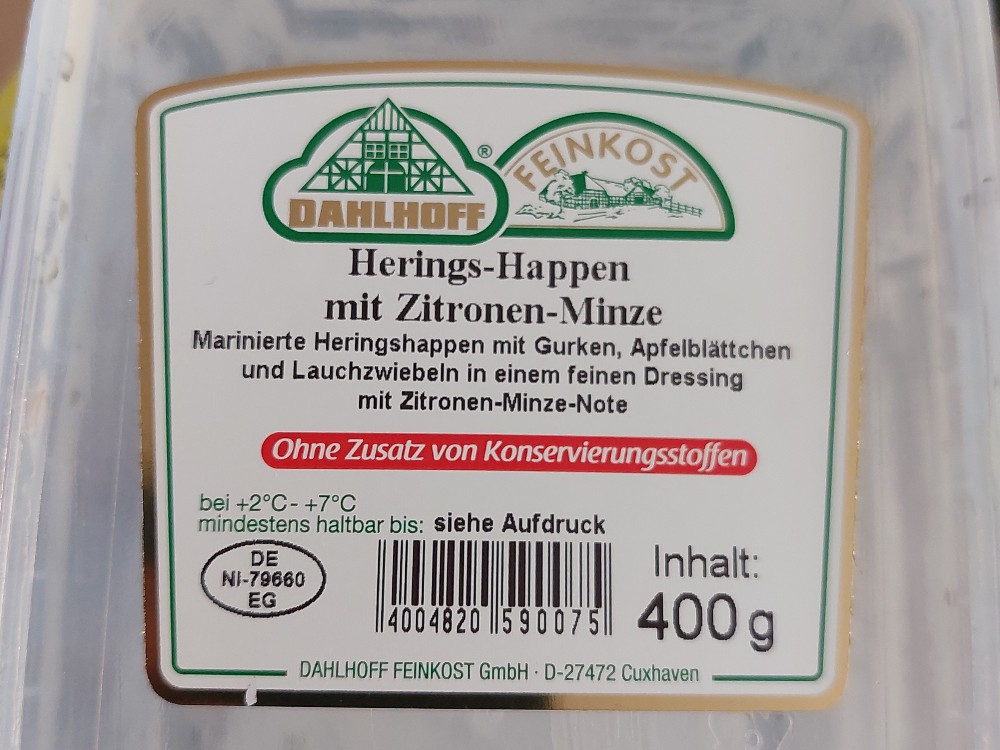 DAHLHOFF ®
FEINKOST
Herings-Happen
mit Zitronen-Minze
Marinierte Heringshappen mit Gurken, Apfelblättchen
und Lauchzwiebeln in einem feinen Dressing
mit Zitronen-Minze-Note
Ohne Zusatz von Konservierungsstoffen
bei +2°C- +7°C
mindestens haltbar bis: siehe Aufdruck
DE
NI-79660
EG
4004820 590075
Inhalt:
400g
DAHLHOFF FEINKOST GmbH · D-27472 Cuxhaven